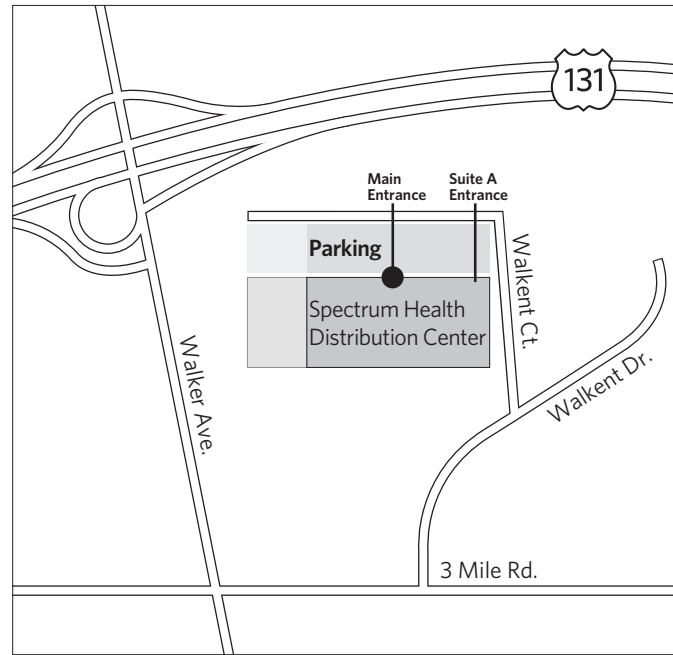 131
Main
Entrance
Suite A
Entrance
Parking
Spectrum Health
Distribution Center
Walkent Ct.
Walker Ave.
Walkent Dr.
3 Mile Rd.